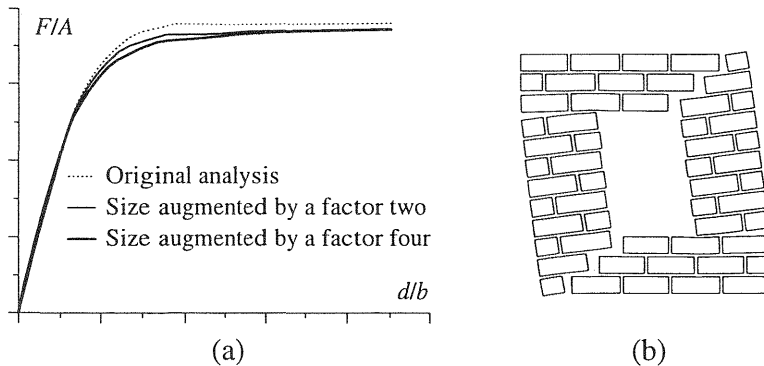 F/A
Original analysis
Size augmented by a factor two
Size augmented by a factor four
d/b
(a)
(b)